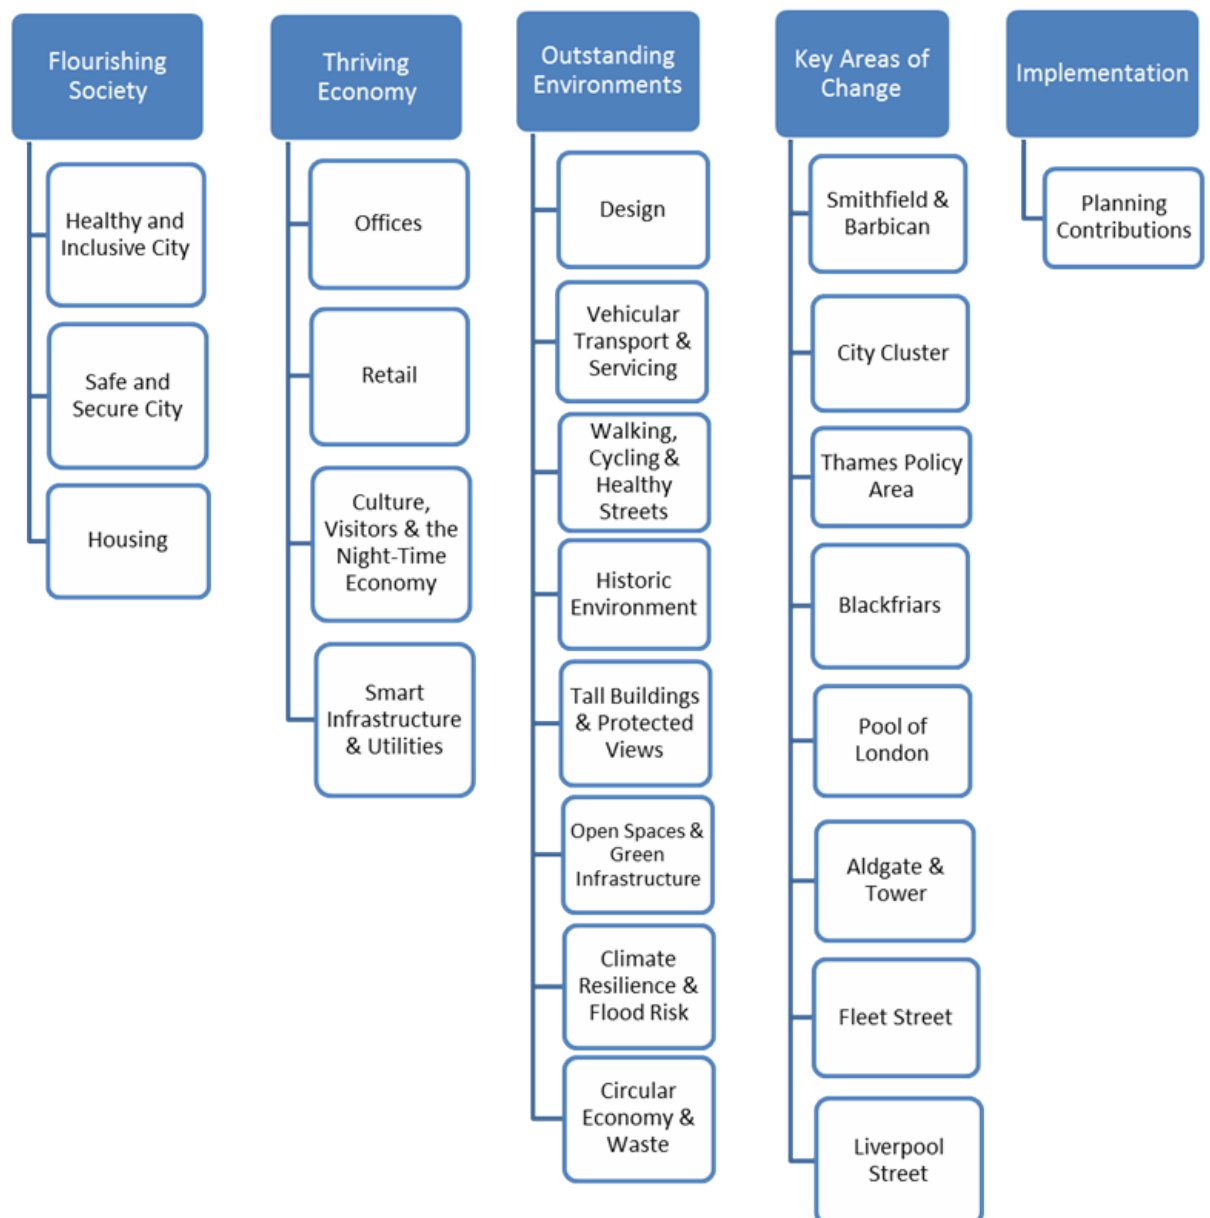 Flourishing
Society
Healthy and
Inclusive City
Safe and
Secure City
Housing
Thriving
Economy
Offices
Retail
Culture,
Visitors & the
Night-Time
Economy
Smart
Infrastructure
& Utilities
Outstanding
Environments
Design
Vehicular
Transport &
Servicing
Walking,
Cycling &
Healthy
Streets
Historic
Environment
Tall Buildings
& Protected
Views
Open Spaces &
Green
Infrastructure
Climate
Resilience &
Flood Risk
Circular
Economy &
Waste
Key Areas of
Change
Smithfield &
Barbican
City Cluster
Thames Policy
Area
Blackfriars
Pool of
London
Aldgate &
Tower
Fleet Street
Liverpool
Street
Implementation
Planning
Contributions